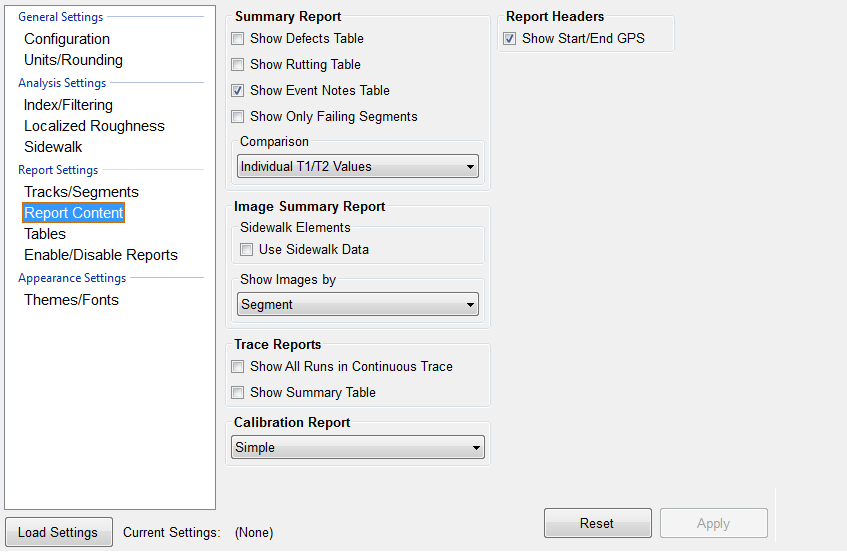 General Settings
Configuration
Units/Rounding
Analysis Settings
Index/Filtering
Localized Roughness
Sidewalk
Report Settings
Tracks/Segments
Report Content
Tables
Enable/Disable Reports
Appearance Settings
Themes/Fonts
Summary Report
Show Defects Table
Show Rutting Table
Show Event Notes Table
Show Only Failing Segments
Comparison
Individual T1/T2 Values
Image Summary Report
Sidewalk Elements
Use Sidewalk Data
Show Images by
Segment
Trace Reports
Show All Runs in Continuous Trace
Show Summary Table
Calibration Report
Simple
Report Headers
Show Start/End GPS
Load Settings
Current Settings: (None)
Reset
Apply